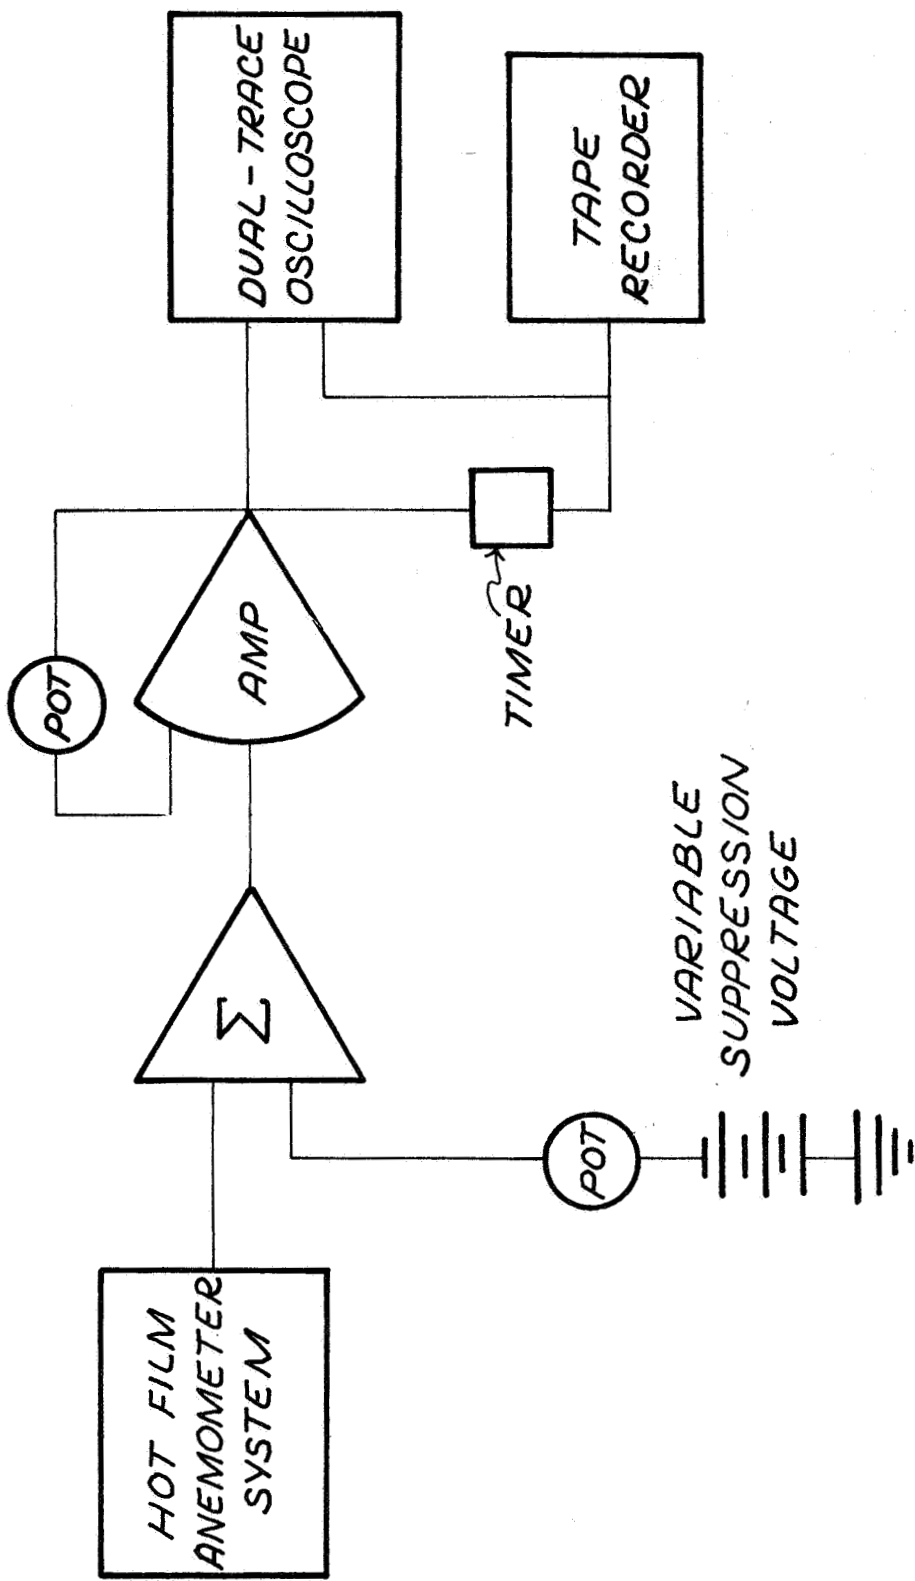 HOT FILM
ANEMOMETER
SYSTEM
Σ
POT
VARIABLE
SUPPRESSION
VOLTAGE
POT
AMP
TIMER
DUAL-TRACE
OSCILLOSCOPE
TAPE
RECORDER